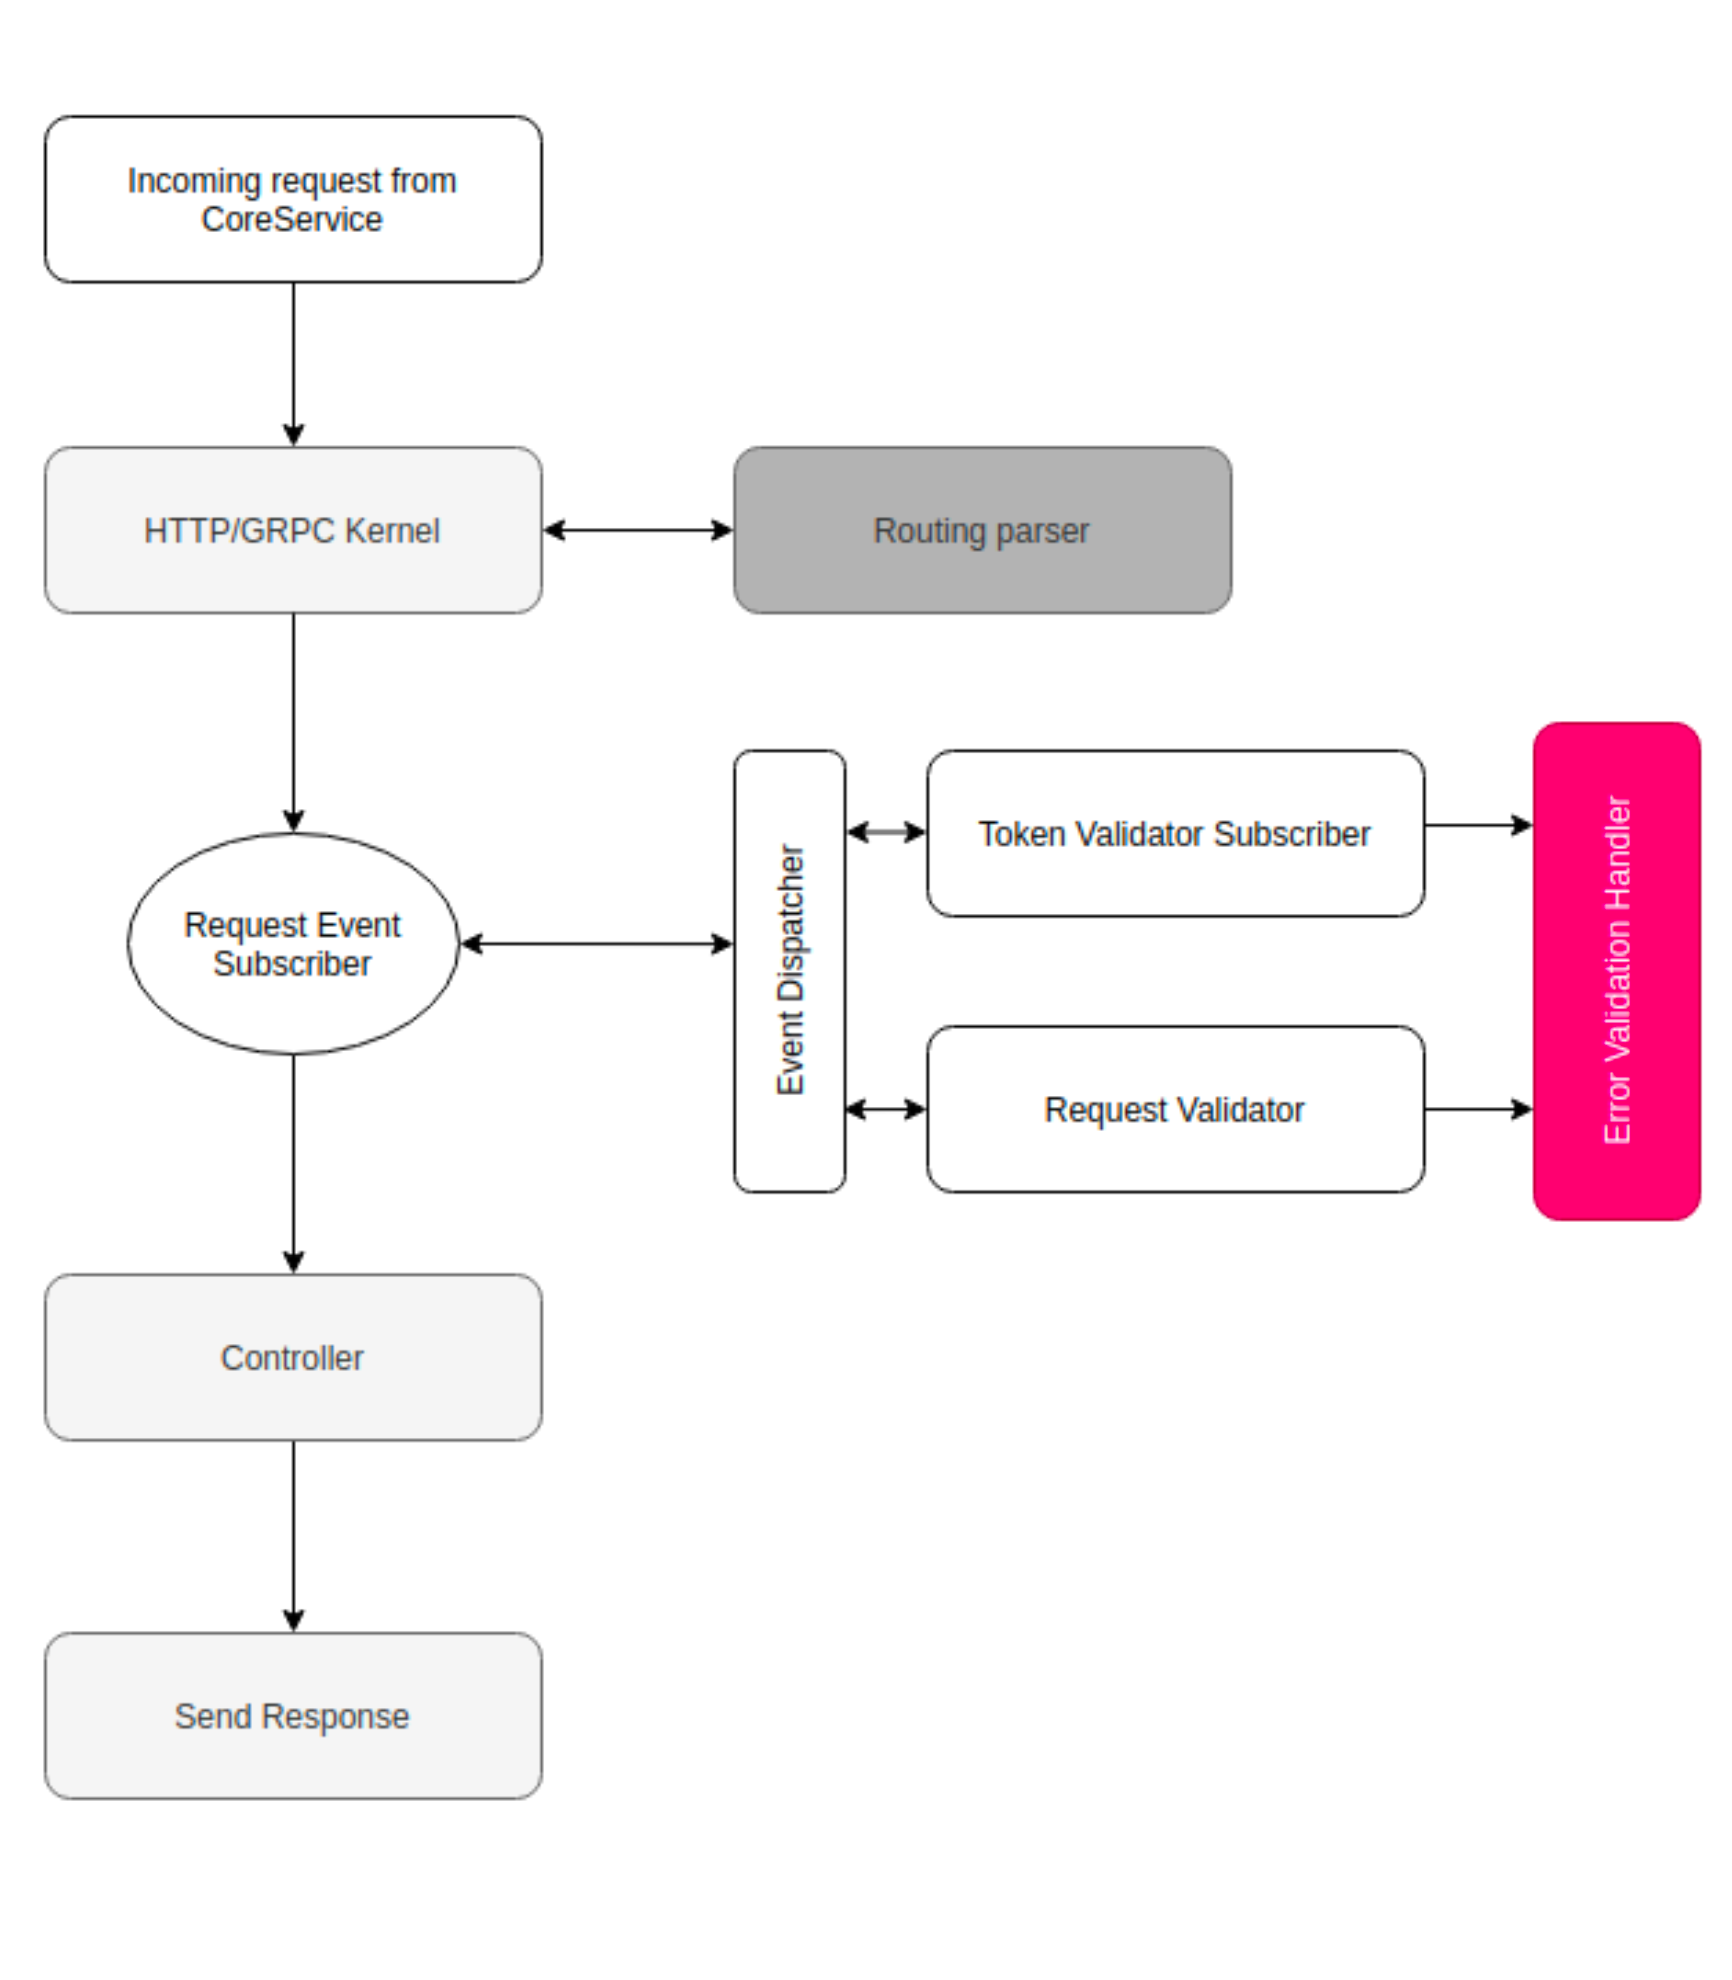 Incoming request from
CoreService
HTTP/GRPC Kernel
Routing parser
Token Validator Subscriber
Request Event
Subscriber
Event Dispatcher
Error Validation Handler
Request Validator
Controller
Send Response